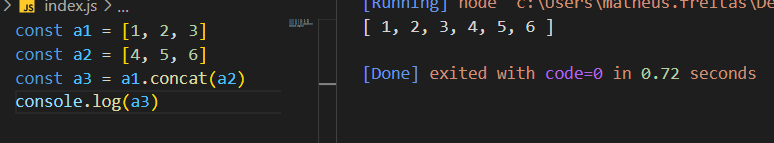 index.js > ...
const a1 = [1, 2, 3]
const a2 = [4, 5, 6]
const a3 = a1.concat(a2)
console.log(a3)
[Running] node "c:\Users\matheus.freitas\De
[ 1, 2, 3, 4, 5, 6 ]
[Done] exited with code=0 in 0.72 seconds